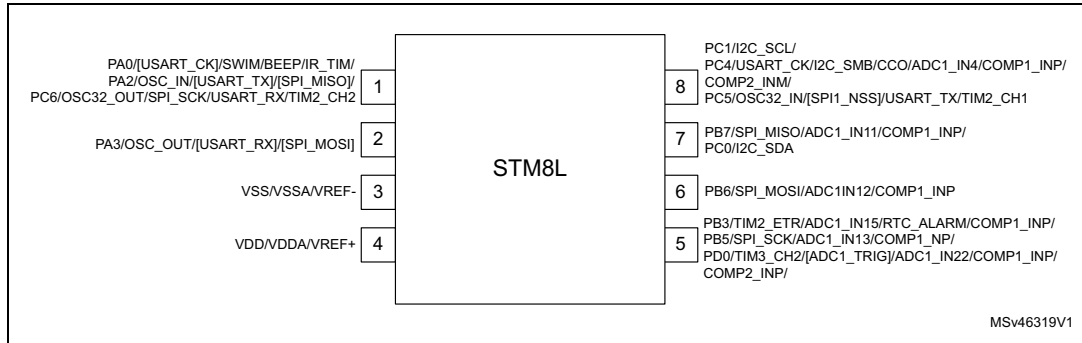 PA0/[USART_CK]/SWIM/BEEP/IR_TIM/
PA2/OSC_IN/[USART_TX]/[SPI_MISO]/
PC6/OSC32_OUT/SPI_SCK/USART_RX/TIM2_CH2
1
PA3/OSC_OUT/[USART_RX]/[SPI_MOSI]
2
VSS/VSSA/VREF-
3
VDD/VDDA/VREF+
4
STM8L
PC1/I2C_SCL/
PC4/USART_CK/I2C_SMB/CCO/ADC1_IN4/COMP1_INP/
COMP2_INM/
PC5/OSC32_IN/[SPI1_NSS]/USART_TX/TIM2_CH1
8
PB7/SPI_MISO/ADC1_IN11/COMP1_INP/
PC0/I2C_SDA
7
PB6/SPI_MOSI/ADC1IN12/COMP1_INP
6
PB3/TIM2_ETR/ADC1_IN15/RTC_ALARM/COMP1_INP/
PB5/SPI_SCK/ADC1_IN13/COMP1_NP/
PD0/TIM3_CH2/[ADC1_TRIG]/ADC1_IN22/COMP1_INP/
COMP2_INP/
5
MSv46319V1